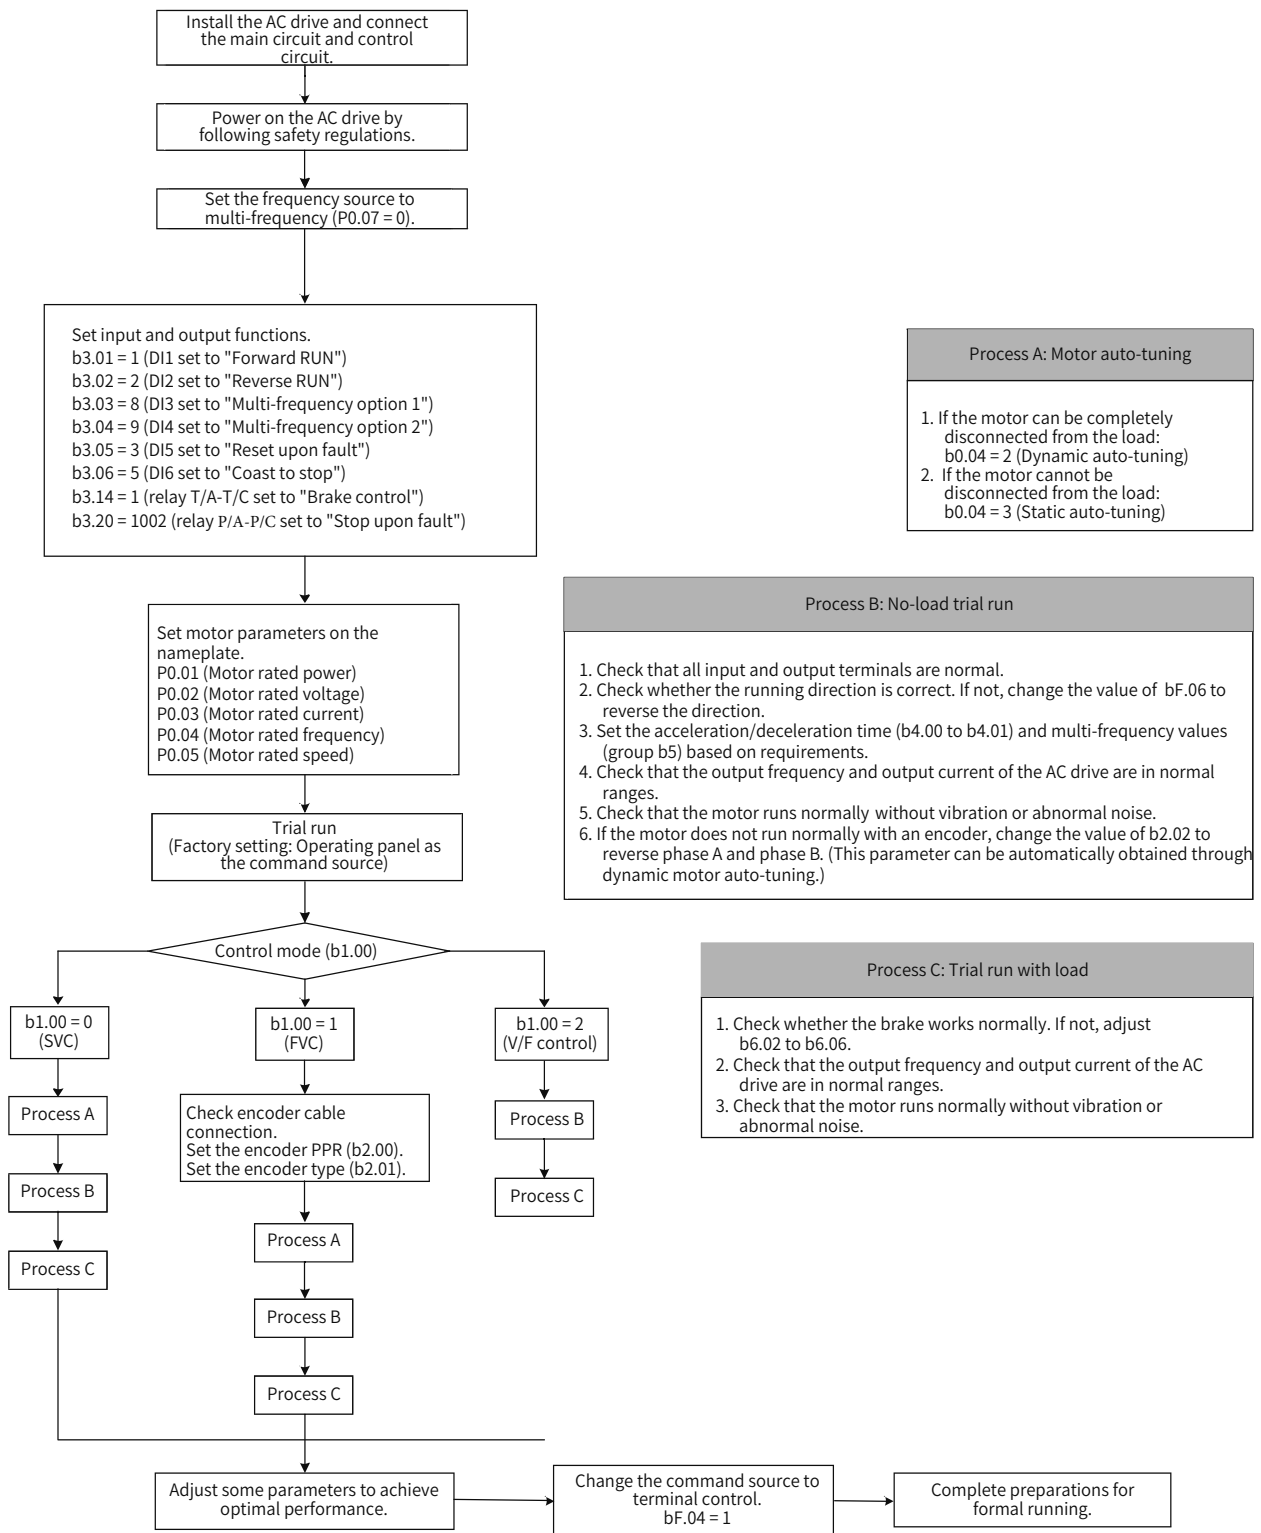 Install the AC drive and connect
the main circuit and control
circuit.
Power on the AC drive by
following safety regulations.
Set the frequency source to
multi-frequency (P0.07 = 0).
Set input and output functions.
b3.01 = 1 (DI1 set to "Forward RUN")
b3.02 = 2 (DI2 set to "Reverse RUN")
b3.03 = 8 (DI3 set to "Multi-frequency option 1")
b3.04 = 9 (DI4 set to "Multi-frequency option 2")
b3.05 = 3 (DI5 set to "Reset upon fault")
b3.06 = 5 (DI6 set to "Coast to stop")
b3.14 = 1 (relay T/A-T/C set to "Brake control")
b3.20 = 1002 (relay P/A-P/C set to "Stop upon fault")
Process A: Motor auto-tuning
1. If the motor can be completely
disconnected from the load:
b0.04 = 2 (Dynamic auto-tuning)
2. If the motor cannot be
disconnected from the load:
b0.04 = 3 (Static auto-tuning)
Set motor parameters on the
nameplate.
P0.01 (Motor rated power)
P0.02 (Motor rated voltage)
P0.03 (Motor rated current)
P0.04 (Motor rated frequency)
P0.05 (Motor rated speed)
Process B: No-load trial run
1. Check that all input and output terminals are normal.
2. Check whether the running direction is correct. If not, change the value of bF.06 to
reverse the direction.
3. Set the acceleration/deceleration time (b4.00 to b4.01) and multi-frequency values
(group b5) based on requirements.
4. Check that the output frequency and output current of the AC drive are in normal
ranges.
5. Check that the motor runs normally without vibration or abnormal noise.
6. If the motor does not run normally with an encoder, change the value of b2.02 to
reverse phase A and phase B. (This parameter can be automatically obtained through
dynamic motor auto-tuning.)
Trial run
(Factory setting: Operating panel as
the command source)
Control mode (b1.00)
b1.00 = 0
(SVC)
Process A
Process B
Process C
b1.00 = 1
(FVC)
Check encoder cable
connection.
Set the encoder PPR (b2.00).
Set the encoder type (b2.01).
Process A
Process B
Process C
b1.00 = 2
(V/F control)
Process B
Process C
Process C: Trial run with load
1. Check whether the brake works normally. If not, adjust
b6.02 to b6.06.
2. Check that the output frequency and output current of the AC
drive are in normal ranges.
3. Check that the motor runs normally without vibration or
abnormal noise.
Adjust some parameters to achieve
optimal performance.
Change the command source to
terminal control.
bF.04 = 1
Complete preparations for
formal running.